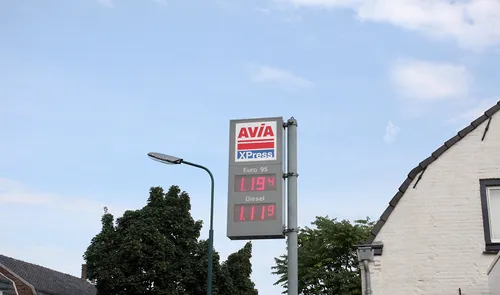 AVIA
XPress
Euro 95
1.19⁴
Diesel
1.11⁹